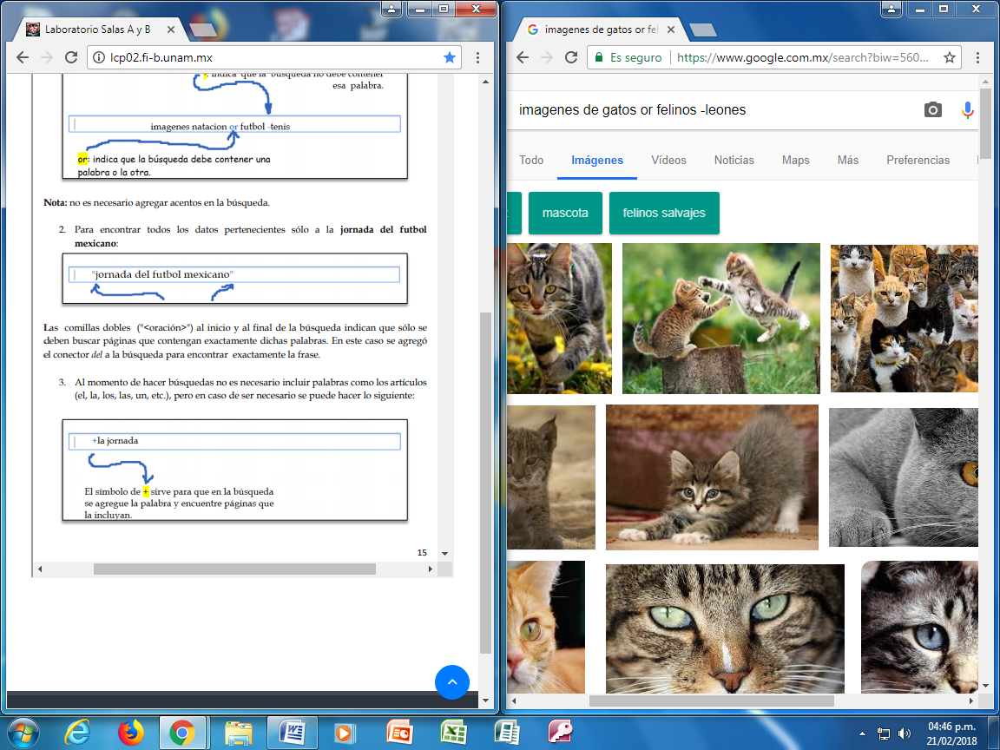 Laboratorio Salas A y B
lcp02.fi-b.unam.mx
indica que la búsqueda no debe contener
esa palabra.
imagenes natacion or futbol -tenis
or: indica que la búsqueda debe contener una
palabra o la otra.
Nota: no es necesario agregar acentos en la búsqueda.
2. Para encontrar todos los datos pertenecientes sólo a la jornada del futbol
mexicano:
"jornada del futbol mexicano"
Las comillas dobles ("<oración>") al inicio y al final de la búsqueda indican que sólo se
deben buscar páginas que contengan exactamente dichas palabras. En este caso se agregó
el conector del a la búsqueda para encontrar exactamente la frase.
3. Al momento de hacer búsquedas no es necesario incluir palabras como los artículos
(el, la, los, las, un, etc.), pero en caso de ser necesario se puede hacer lo siguiente:
+la jornada
El símbolo de + sirve para que en la búsqueda
se agregue la palabra y encuentre páginas que
la incluyan.
15
imagenes de gatos or fel
Es seguro https://www.google.com.mx/search?biw=560...
imagenes de gatos or felinos -leones
Todo Imágenes Vídeos Noticias Maps Más Preferencias
mascota felinos salvajes
04:46 p.m.
21/02/2018